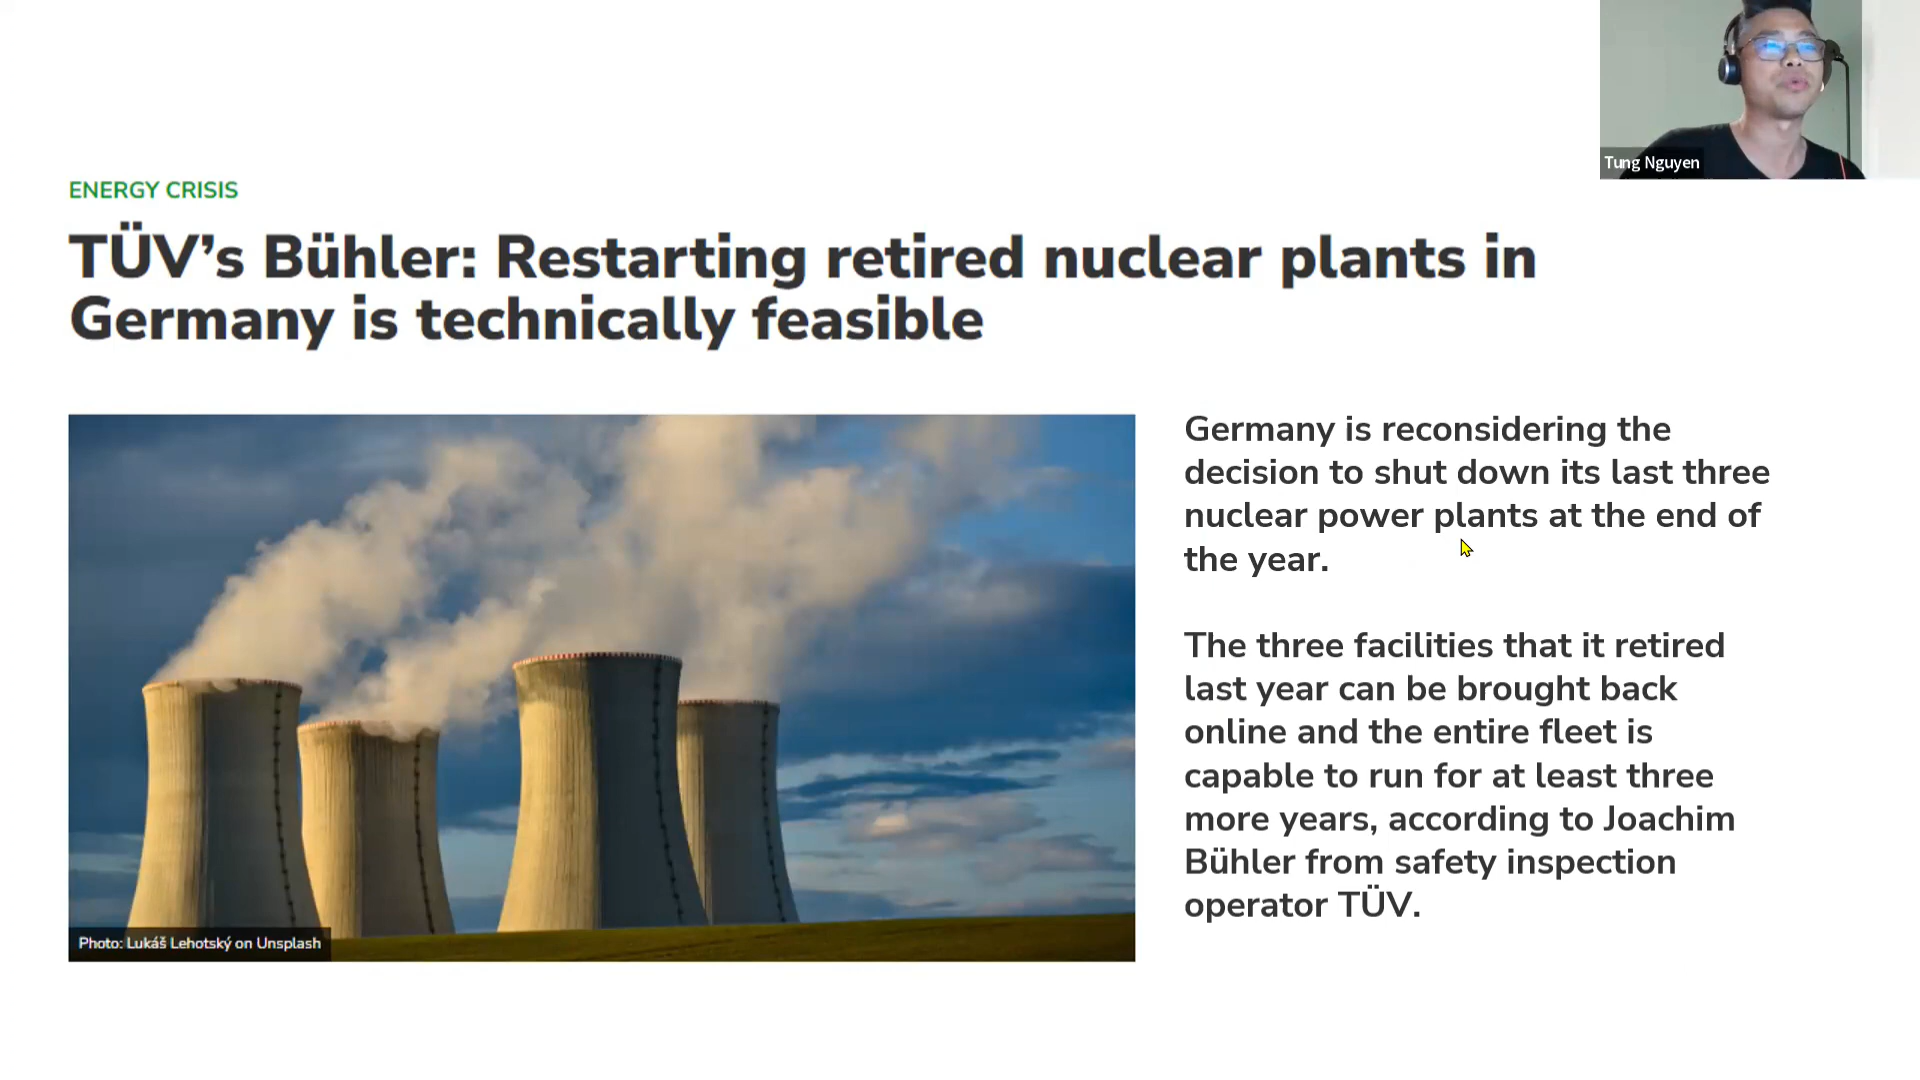 Tung Nguyen
ENERGY CRISIS
TÜV’s Bühler: Restarting retired nuclear plants in
Germany is technically feasible
Germany is reconsidering the
decision to shut down its last three
nuclear power plants at the end of
the year.
The three facilities that it retired
last year can be brought back
online and the entire fleet is
capable to run for at least three
more years, according to Joachim
Bühler from safety inspection
operator TÜV.
Photo: Lukáš Lehotský on Unsplash